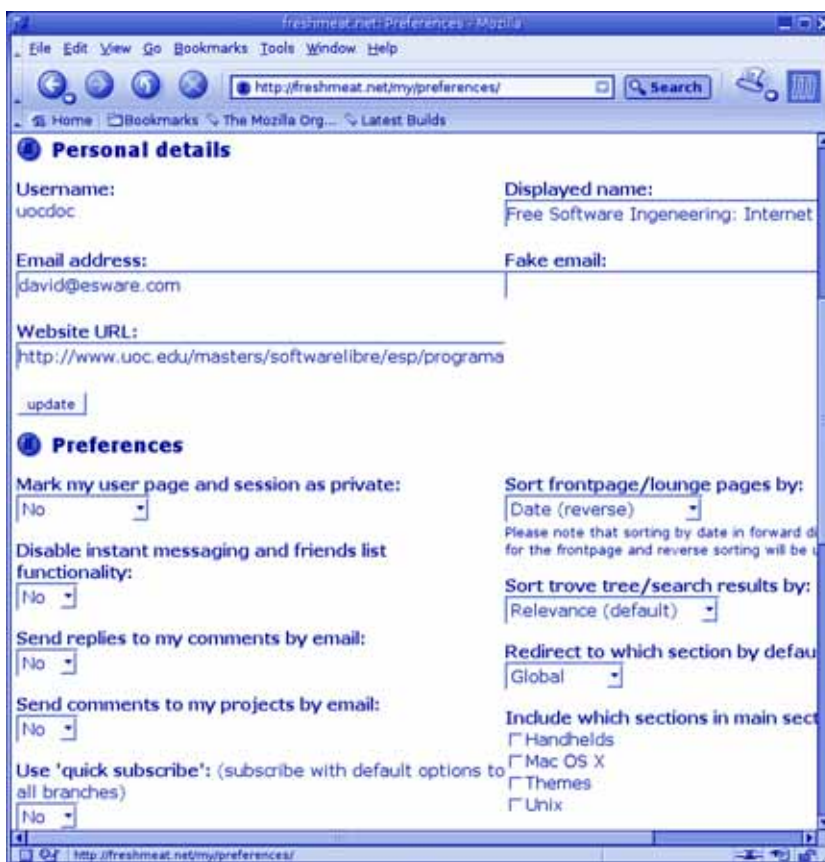 freshmeat.net: Preferences - Mozilla
File Edit View Go Bookmarks Tools Window Help
http://freshmeat.net/my/preferences/
Search
Home Bookmarks The Mozilla Org... Latest Builds
Personal details
Username:
uocdoc
Displayed name:
Free Software Ingeneering: Internet
Email address:
david@esware.com
Fake email:
Website URL:
http://www.uoc.edu/masters/softwarelibre/esp/programa
update
Preferences
Mark my user page and session as private:
No
Disable instant messaging and friends list
functionality:
No
Send replies to my comments by email:
No
Send comments to my projects by email:
No
Use 'quick subscribe': (subscribe with default options to
all branches)
No
Sort frontpage/lounge pages by:
Date (reverse)
Please note that sorting by date in forward di
for the frontpage and reverse sorting will be u
Sort trove tree/search results by:
Relevance (default)
Redirect to which section by defau
Global
Include which sections in main sect
Handhelds
Mac OS X
Themes
Unix
http://freshmeat.net/my/preferences/